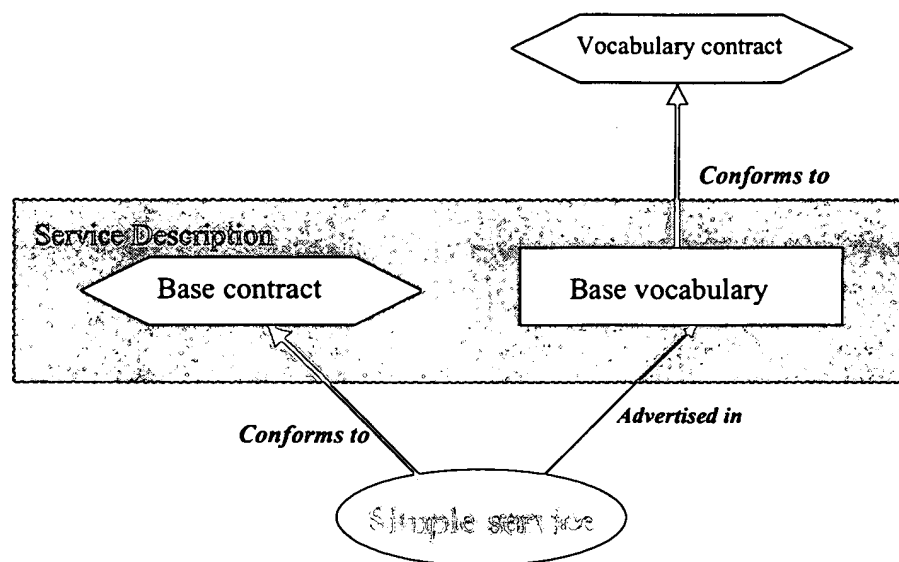 Vocabulary contract
Conforms to
Service Description
Base contract
Base vocabulary
Conforms to
Advertised in
Simple service